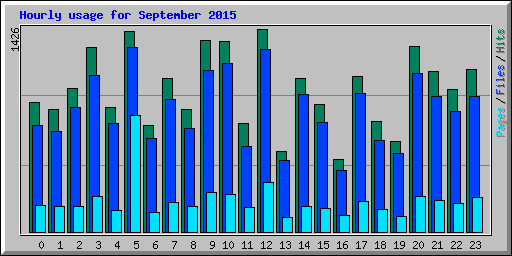 Hourly usage for September 2015
1426
Pages/Files/Hits
0 1 2 3 4 5 6 7 8 9 10 11 12 13 14 15 16 17 18 19 20 21 22 23